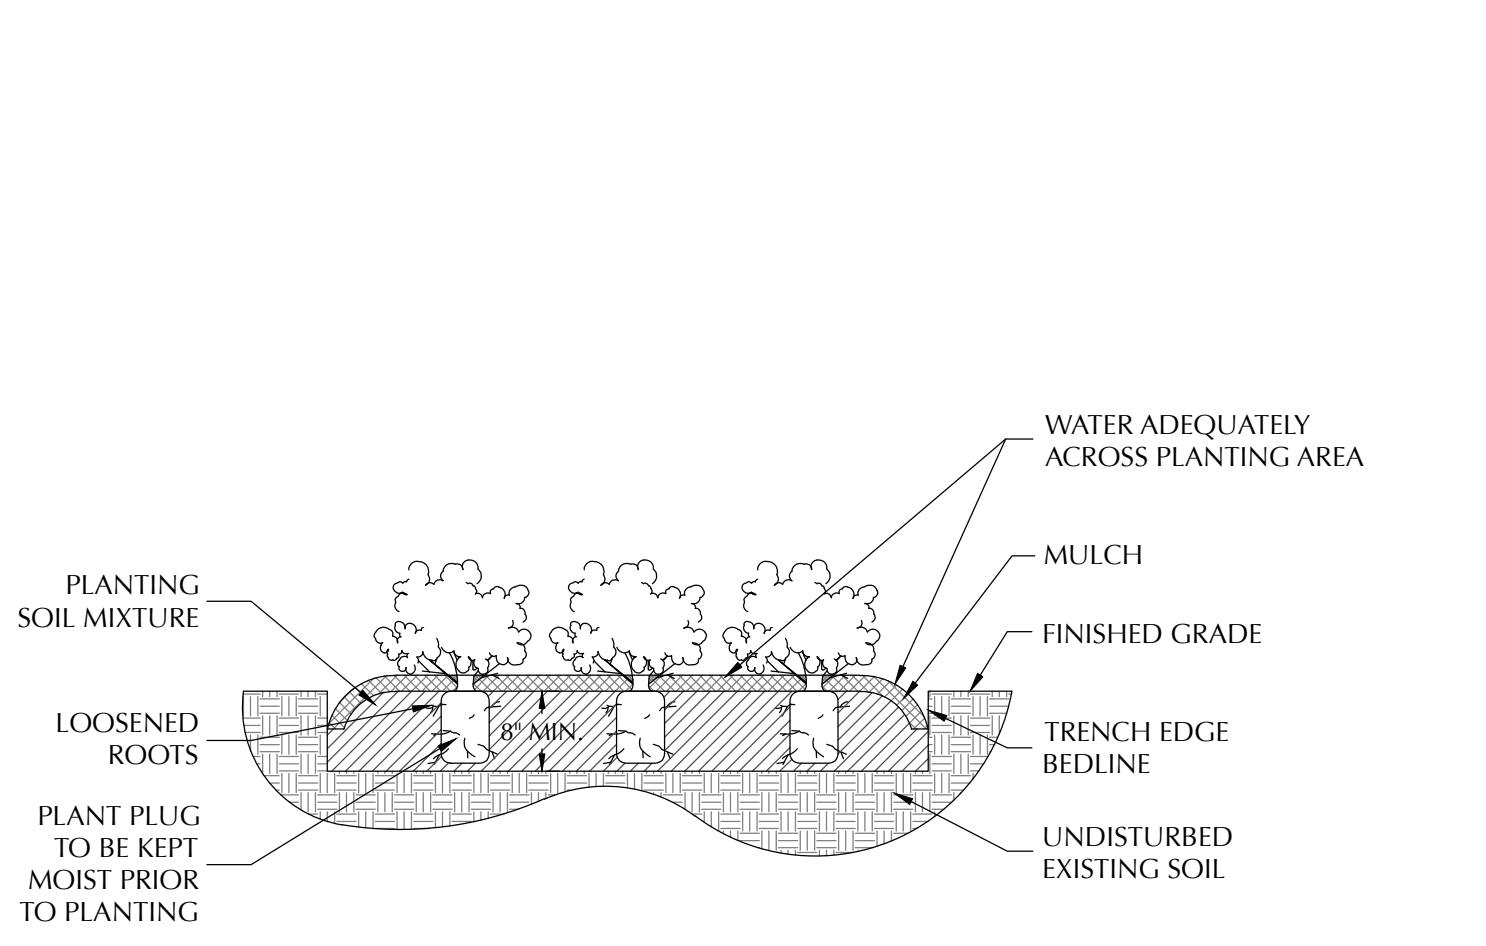 WATER ADEQUATELY
ACROSS PLANTING AREA
MULCH
PLANTING
SOIL MIXTURE
FINISHED GRADE
LOOSENED
ROOTS
8" MIN.
TRENCH EDGE
BEDLINE
PLANT PLUG
TO BE KEPT
MOIST PRIOR
TO PLANTING
UNDISTURBED
EXISTING SOIL